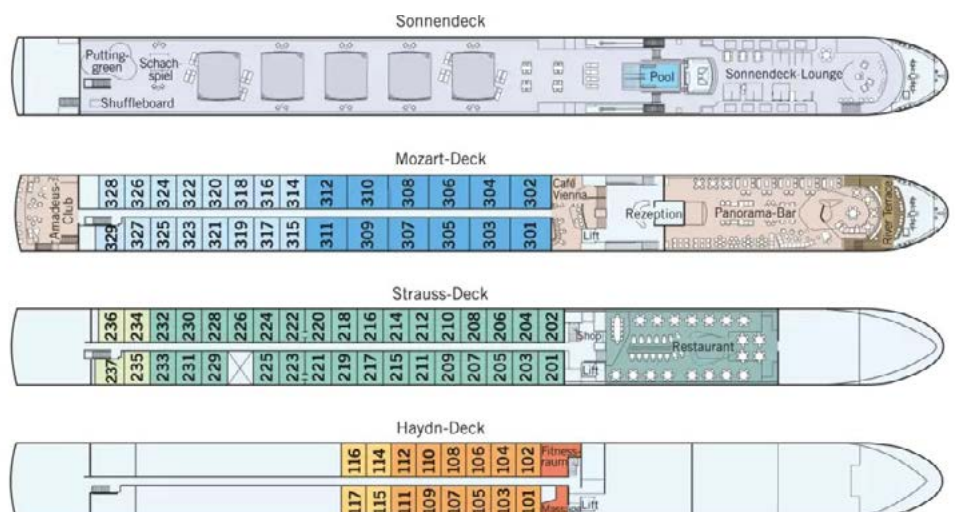 Sonnendeck
Putting-
green
Schach-
spiel
Shuffleboard
Pool
Sonnendeck-Lounge
Mozart-Deck
Amadeus-
Club
328 326 324 322 320 318 316 314 312 310 308 306 304 302
329 327 325 323 321 319 317 315 311 309 307 305 303 301
Café
Vienna
Lift
Rezeption
Panorama-Bar
River Terrace
Strauss-Deck
236 234 232 230 228 226 224 222 220 218 216 214 212 210 208 206 204 202
237 235 233 231 229 225 223 221 219 217 215 211 209 207 205 203 201
Shop
Lift
Restaurant
Haydn-Deck
116 114 112 110 108 106 104 102
117 115 111 109 107 105 103 101
Fitness-
raum
Massage
Lift